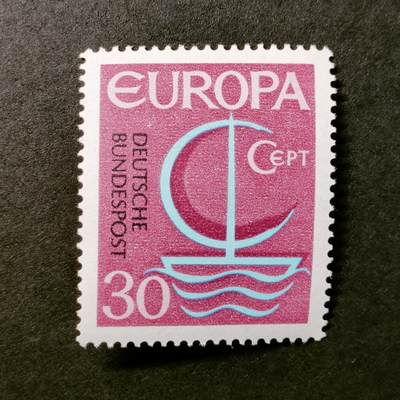 EUROPA
DEUTSCHE
BUNDESPOST
CEPT
30